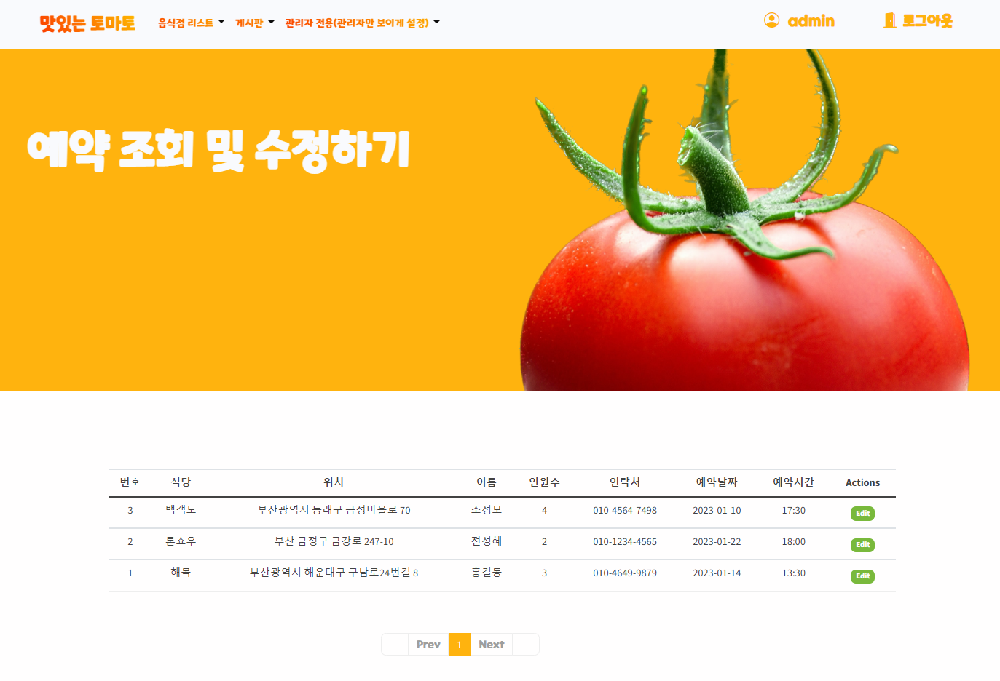 맛있는 토마토 음식점 리스트 게시판 관리자 전용(관리자만 보이게 설정) admin 로그아웃
예약 조회 및 수정하기
번호 식당 위치 이름 인원수 연락처 예약날짜 예약시간 Actions
3 백객도 부산광역시 동래구 금정마을로 70 조성모 4 010-4564-7498 2023-01-10 17:30 Edit
2 톤쇼우 부산 금정구 금강로 247-10 전성혜 2 010-1234-4565 2023-01-22 18:00 Edit
1 해목 부산광역시 해운대구 구남로24번길 8 홍길동 3 010-4649-9879 2023-01-14 13:30 Edit
Prev 1 Next